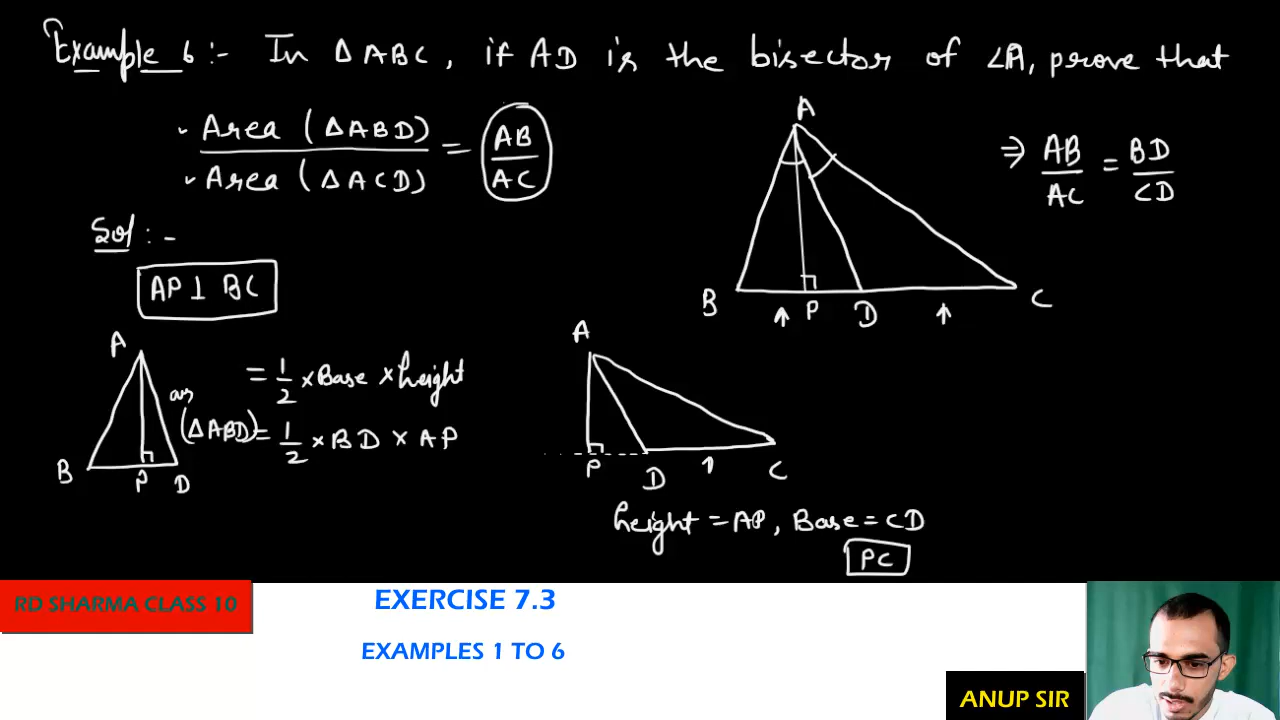 Example 6 :- In ΔABC, if AD is the bisector of ∠A, prove that
Area (ΔABD) / Area (ΔACD) = AB / AC
A
⇒ AB / AC = BD / CD
B P D C
Sol :-
AP ⊥ BC
A
= 1/2 × Base × height
ar (ΔABD) = 1/2 × BD × AP
B P D
A
P D C
height = AP, Base = CD
PC
RD SHARMA CLASS 10
EXERCISE 7.3
EXAMPLES 1 TO 6
ANUP SIR